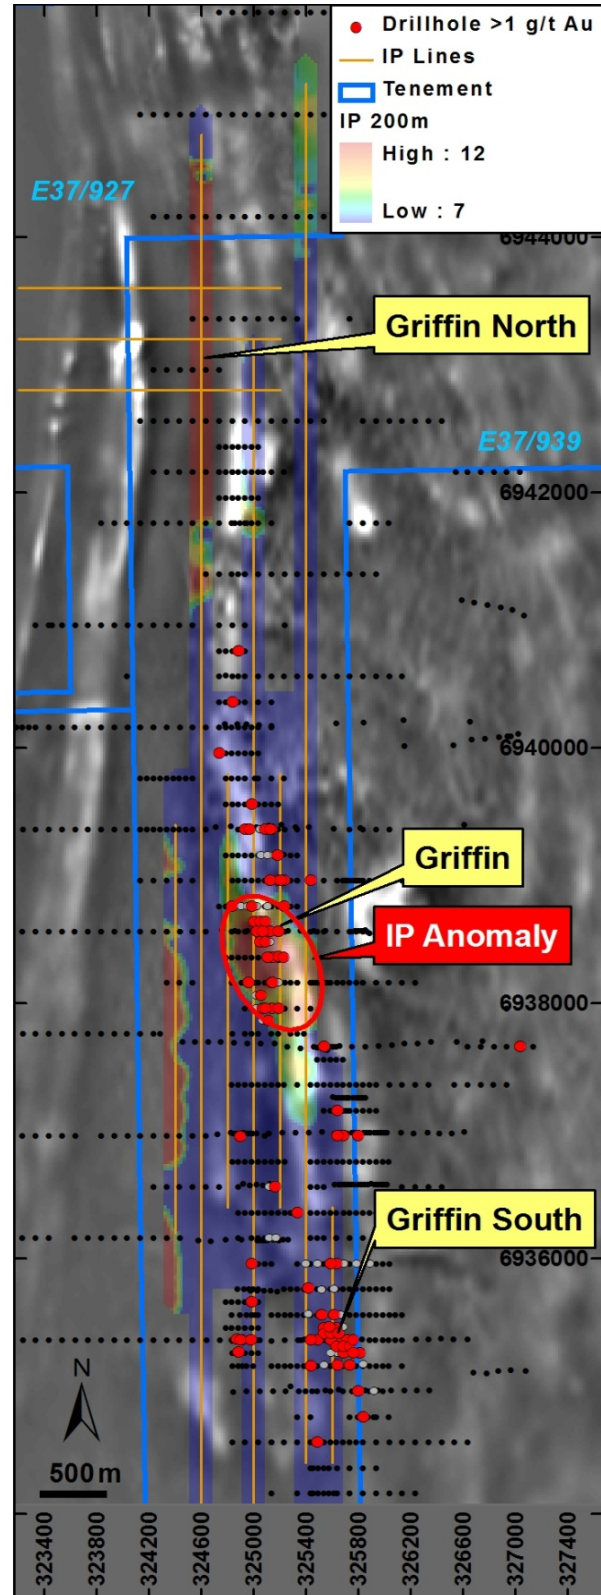 Drillhole >1 g/t Au
IP Lines
Tenement
IP 200m
High : 12
Low : 7
E37/927
6944000
Griffin North
E37/939
6942000
6940000
Griffin
IP Anomaly
6938000
Griffin South
6936000
N
500 m
323400
323800
324200
324600
325000
325400
325800
326200
326600
327000
327400